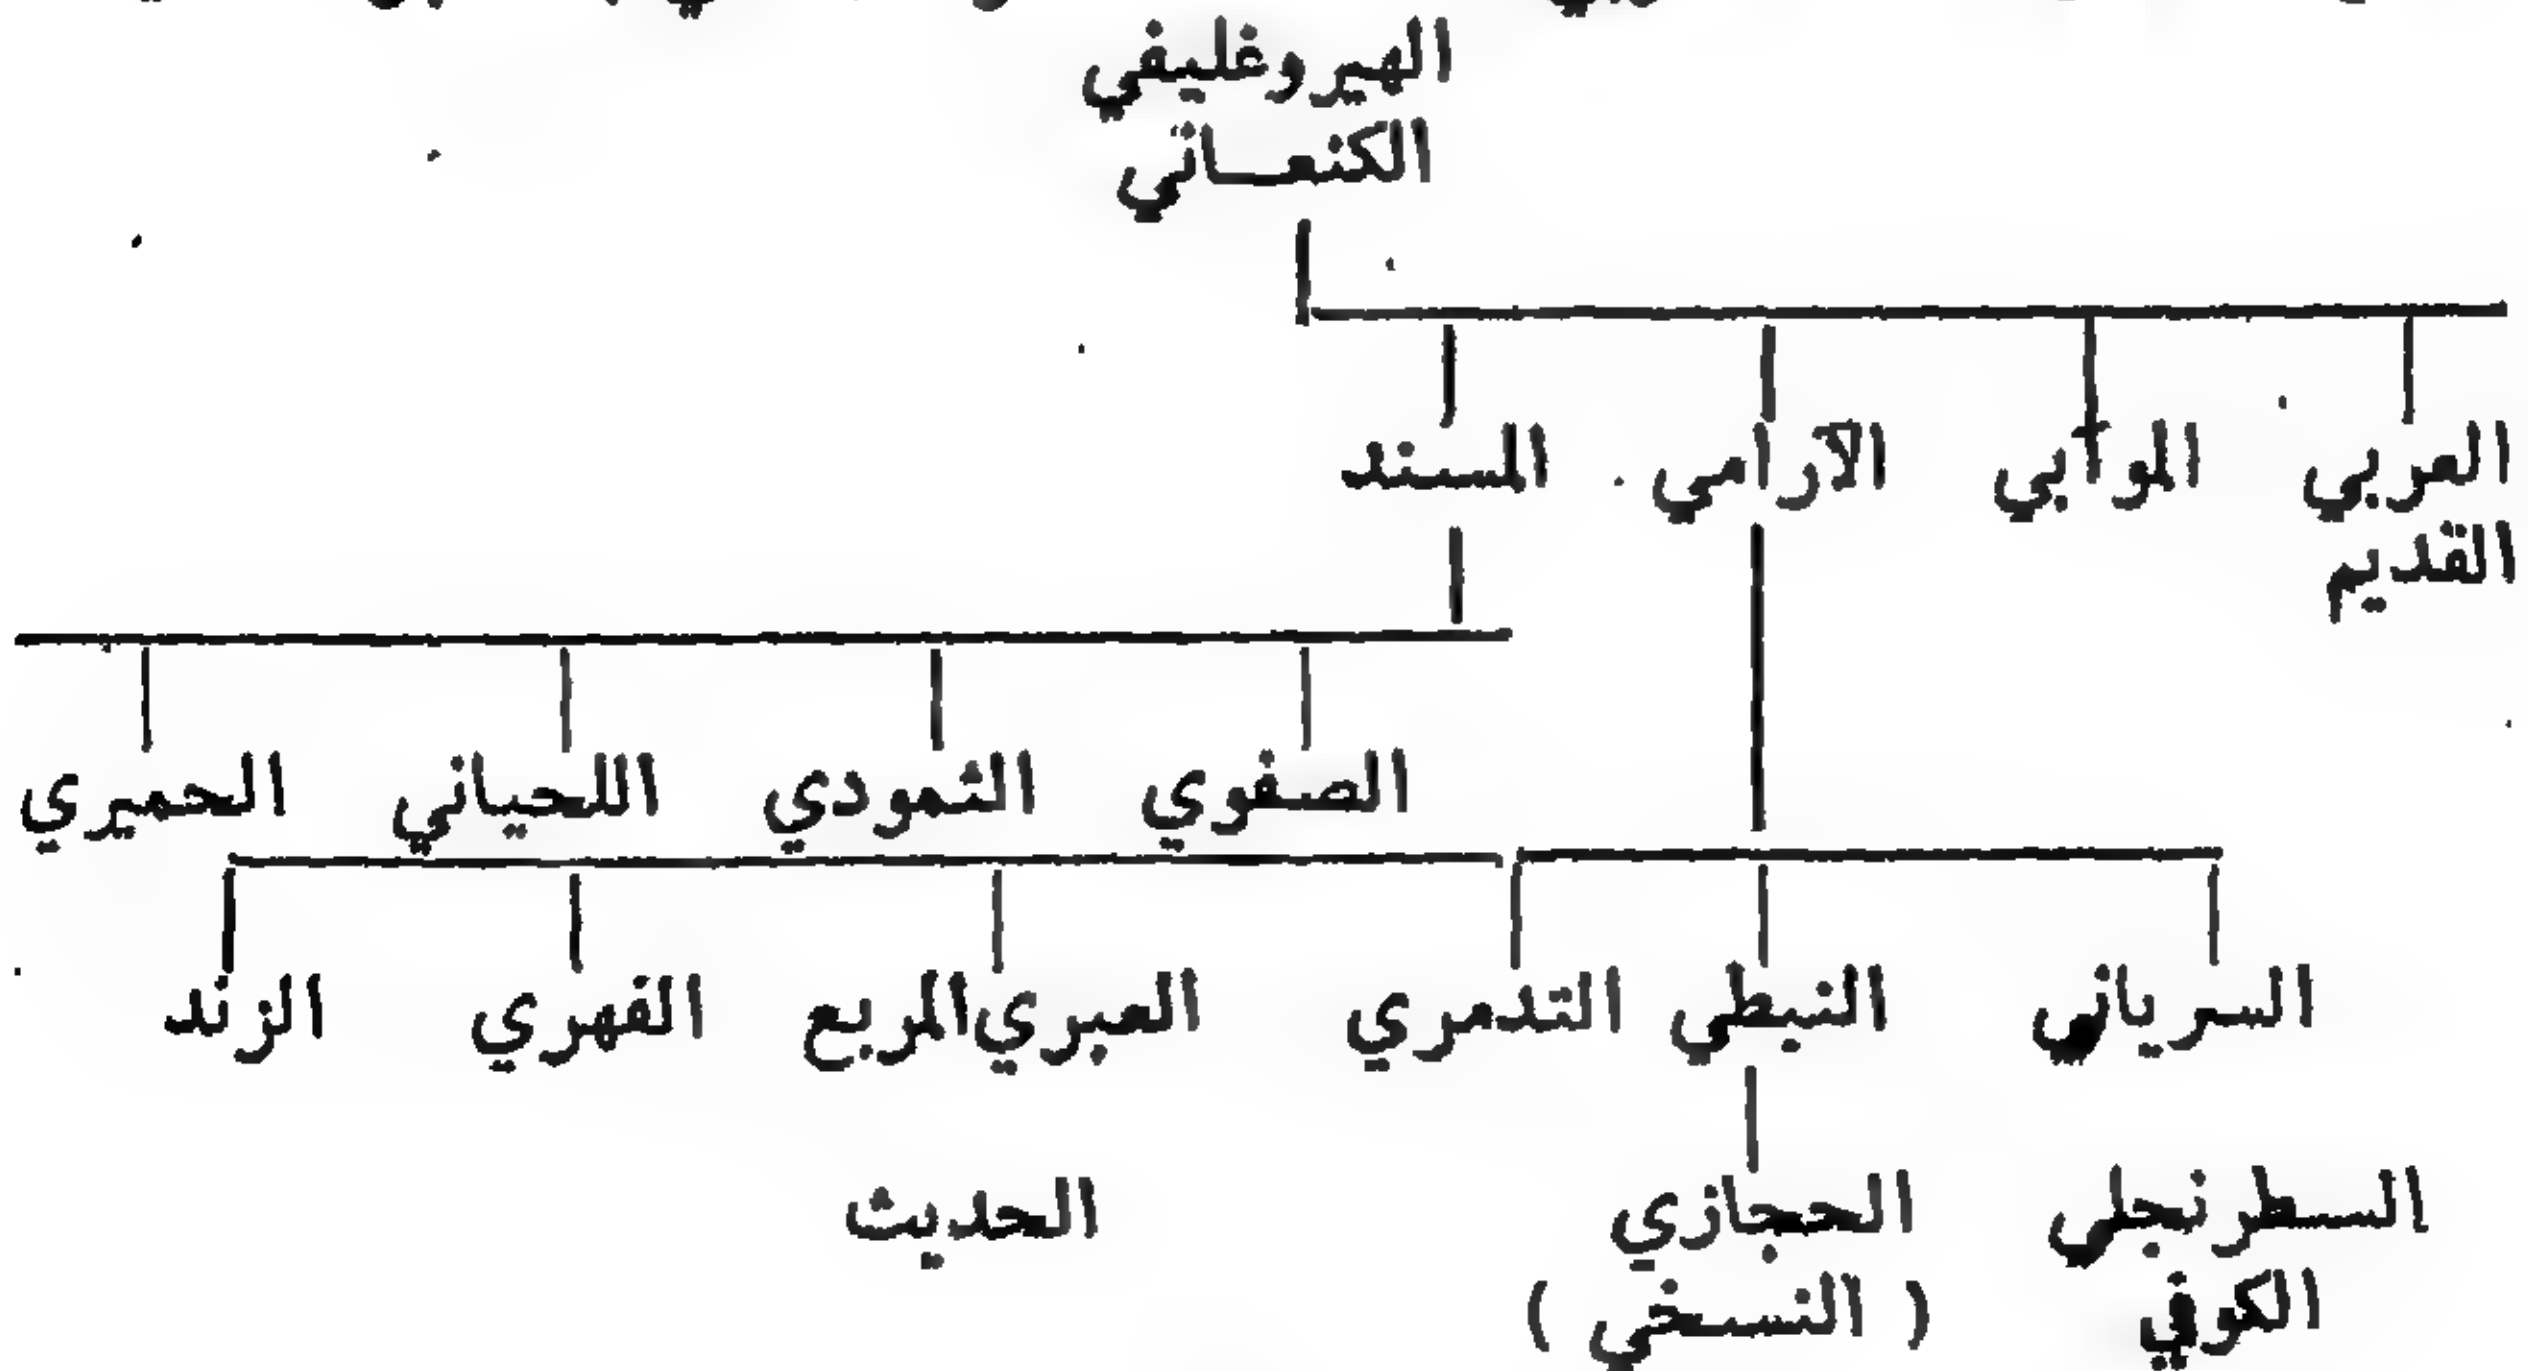 الهيروغليفي
الكنعـــاني
العربي الموآبي الآرامي المسند
القديم
الصفوي الثمودي اللحياني الحميري
السرياني النبطي التدمري العبري المربع الفهري الزند
السطرنجلي الحجازي الحديث
الكوفي ( النسخي )